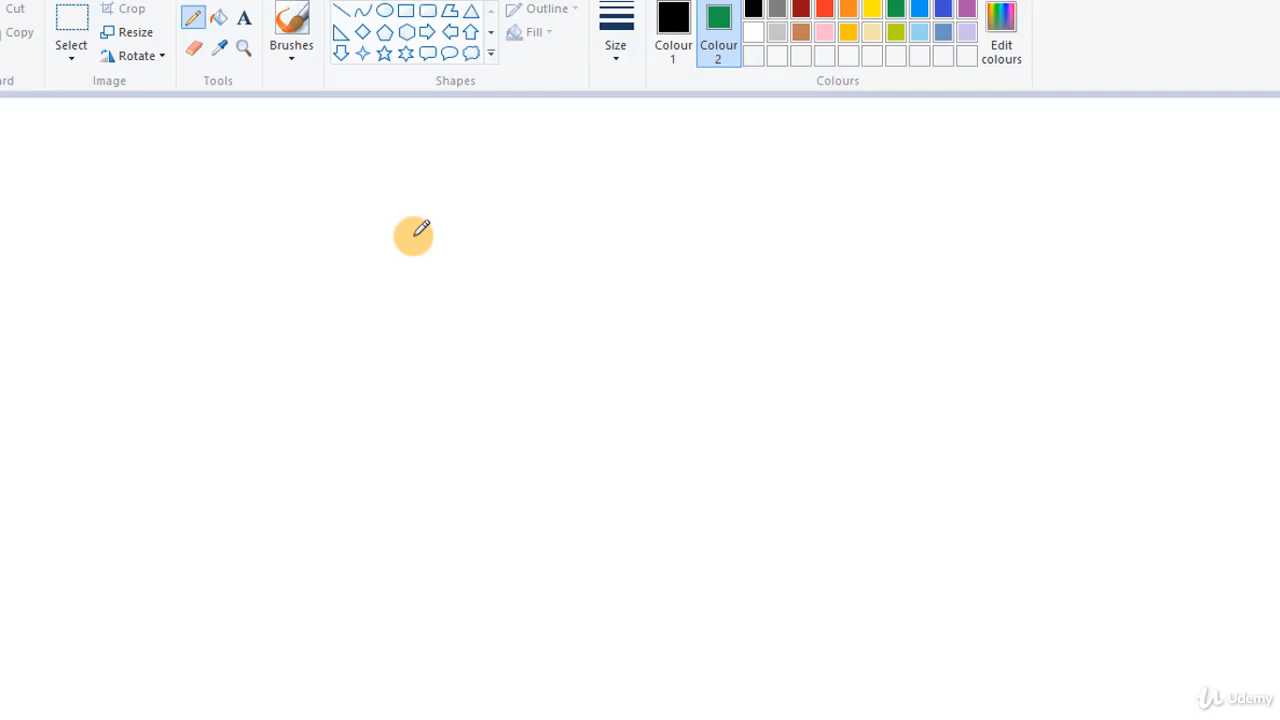 Cut
Copy
rd
Select
Crop
Resize
Rotate
Image
A
Tools
Brushes
Shapes
Outline
Fill
Size
Colour
1
Colour
2
Edit
colours
Colours
Udemy